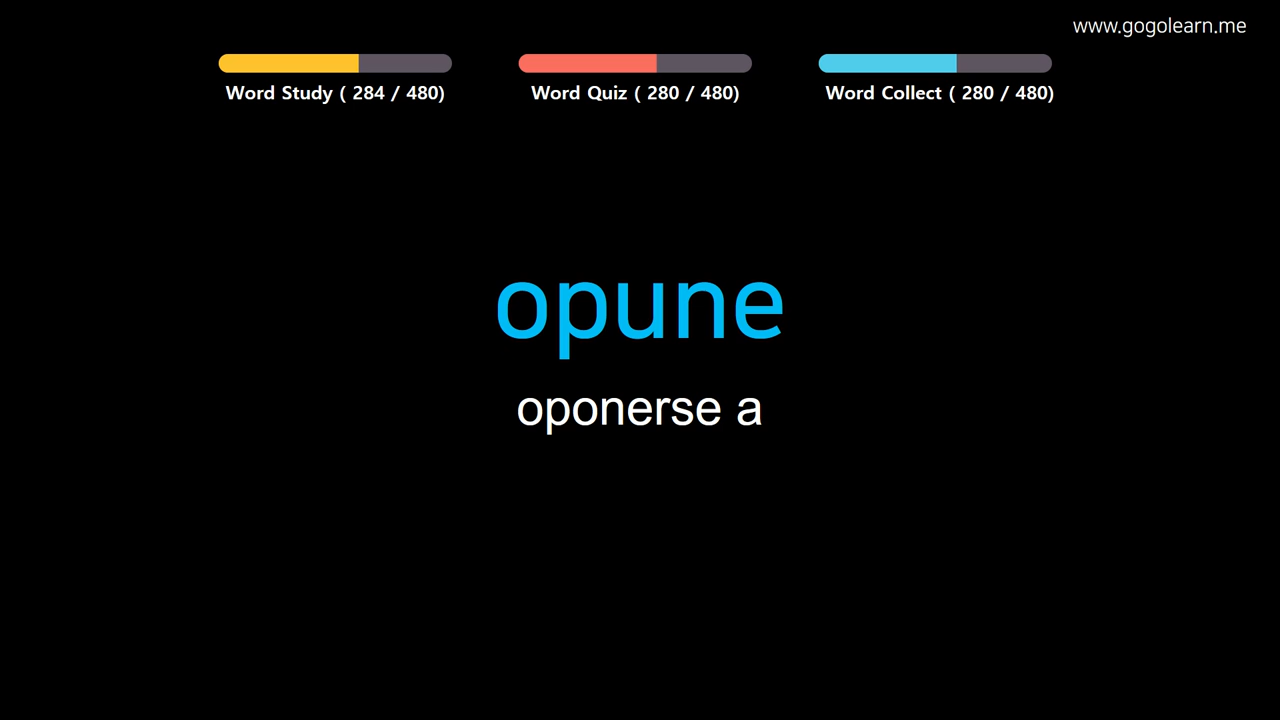 www.gogolearn.me
Word Study ( 284 / 480)
Word Quiz ( 280 / 480)
Word Collect ( 280 / 480)
opune
oponerse a